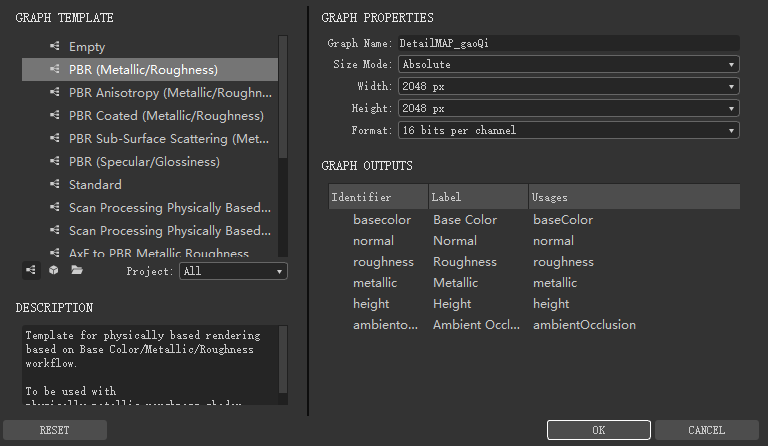 GRAPH TEMPLATE
Empty
PBR (Metallic/Roughness)
PBR Anisotropy (Metallic/Roughn...
PBR Coated (Metallic/Roughness)
PBR Sub-Surface Scattering (Met...
PBR (Specular/Glossiness)
Standard
Scan Processing Physically Based...
Scan Processing Physically Based...
AxF to PBR Metallic Roughness
Project: All
DESCRIPTION
Template for physically based rendering
based on Base Color/Metallic/Roughness
workflow.
To be used with
RESET
GRAPH PROPERTIES
Graph Name: DetailMAP_gaoQi
Size Mode: Absolute
Width: 2048 px
Height: 2048 px
Format: 16 bits per channel
GRAPH OUTPUTS
Identifier Label Usages
basecolor Base Color baseColor
normal Normal normal
roughness Roughness roughness
metallic Metallic metallic
height Height height
ambiento... Ambient Occl... ambientOcclusion
OK CANCEL